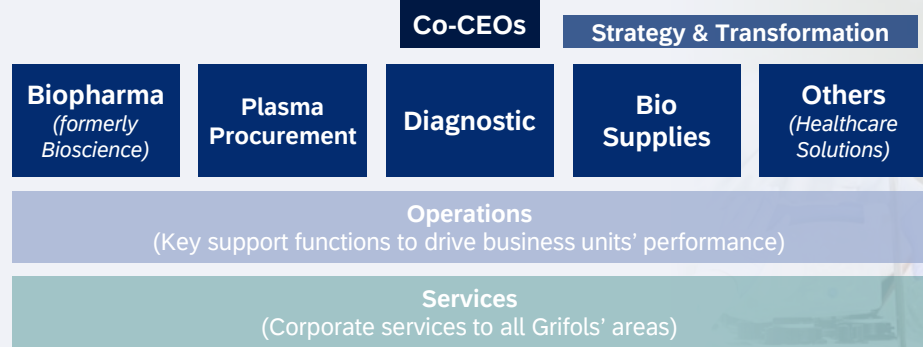 Co-CEOs
Strategy & Transformation
Biopharma
(formerly
Bioscience)
Plasma
Procurement
Diagnostic
Bio
Supplies
Others
(Healthcare
Solutions)
Operations
(Key support functions to drive business units’ performance)
Services
(Corporate services to all Grifols’ areas)